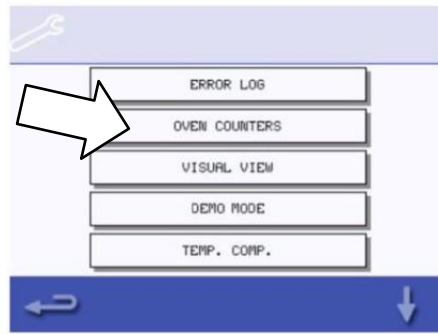 ERROR LOG
OVEN COUNTERS
VISUAL VIEW
DEMO MODE
TEMP. COMP.